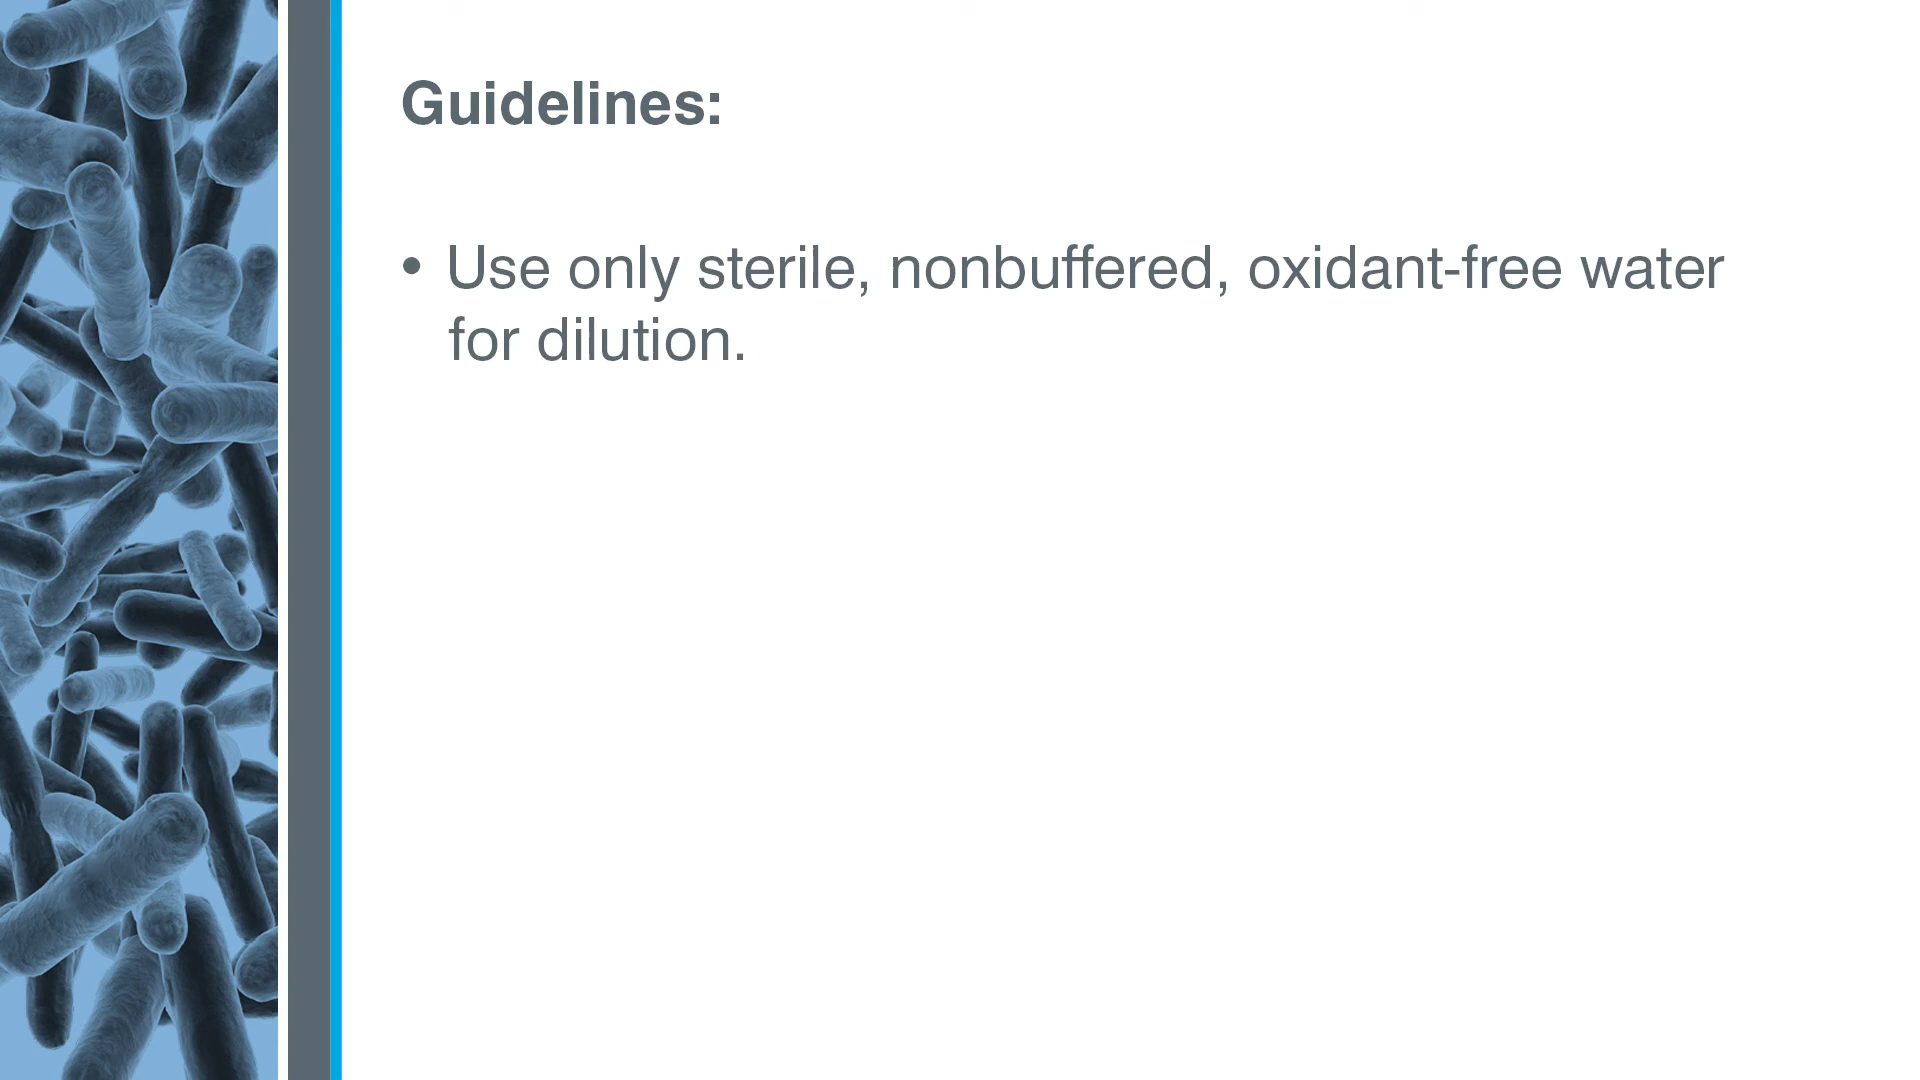 Guidelines:
• Use only sterile, nonbuffered, oxidant-free water
for dilution.